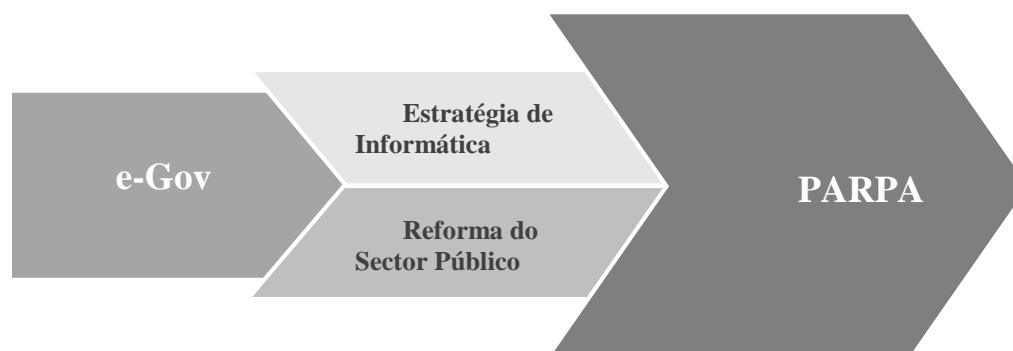 e-Gov
Estratégia de
Informática
Reforma do
Sector Público
PARPA